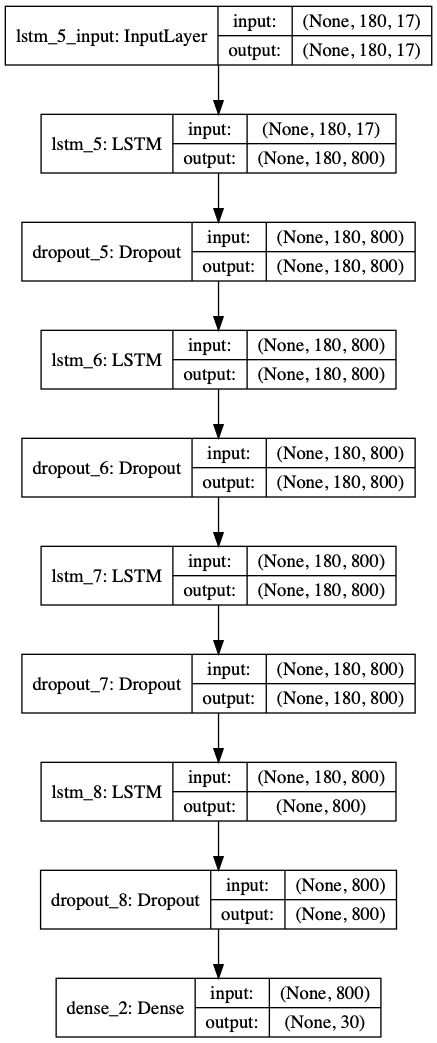 lstm_5_input: InputLayer
input: (None, 180, 17)
output: (None, 180, 17)
lstm_5: LSTM
input: (None, 180, 17)
output: (None, 180, 800)
dropout_5: Dropout
input: (None, 180, 800)
output: (None, 180, 800)
lstm_6: LSTM
input: (None, 180, 800)
output: (None, 180, 800)
dropout_6: Dropout
input: (None, 180, 800)
output: (None, 180, 800)
lstm_7: LSTM
input: (None, 180, 800)
output: (None, 180, 800)
dropout_7: Dropout
input: (None, 180, 800)
output: (None, 180, 800)
lstm_8: LSTM
input: (None, 180, 800)
output: (None, 800)
dropout_8: Dropout
input: (None, 800)
output: (None, 800)
dense_2: Dense
input: (None, 800)
output: (None, 30)